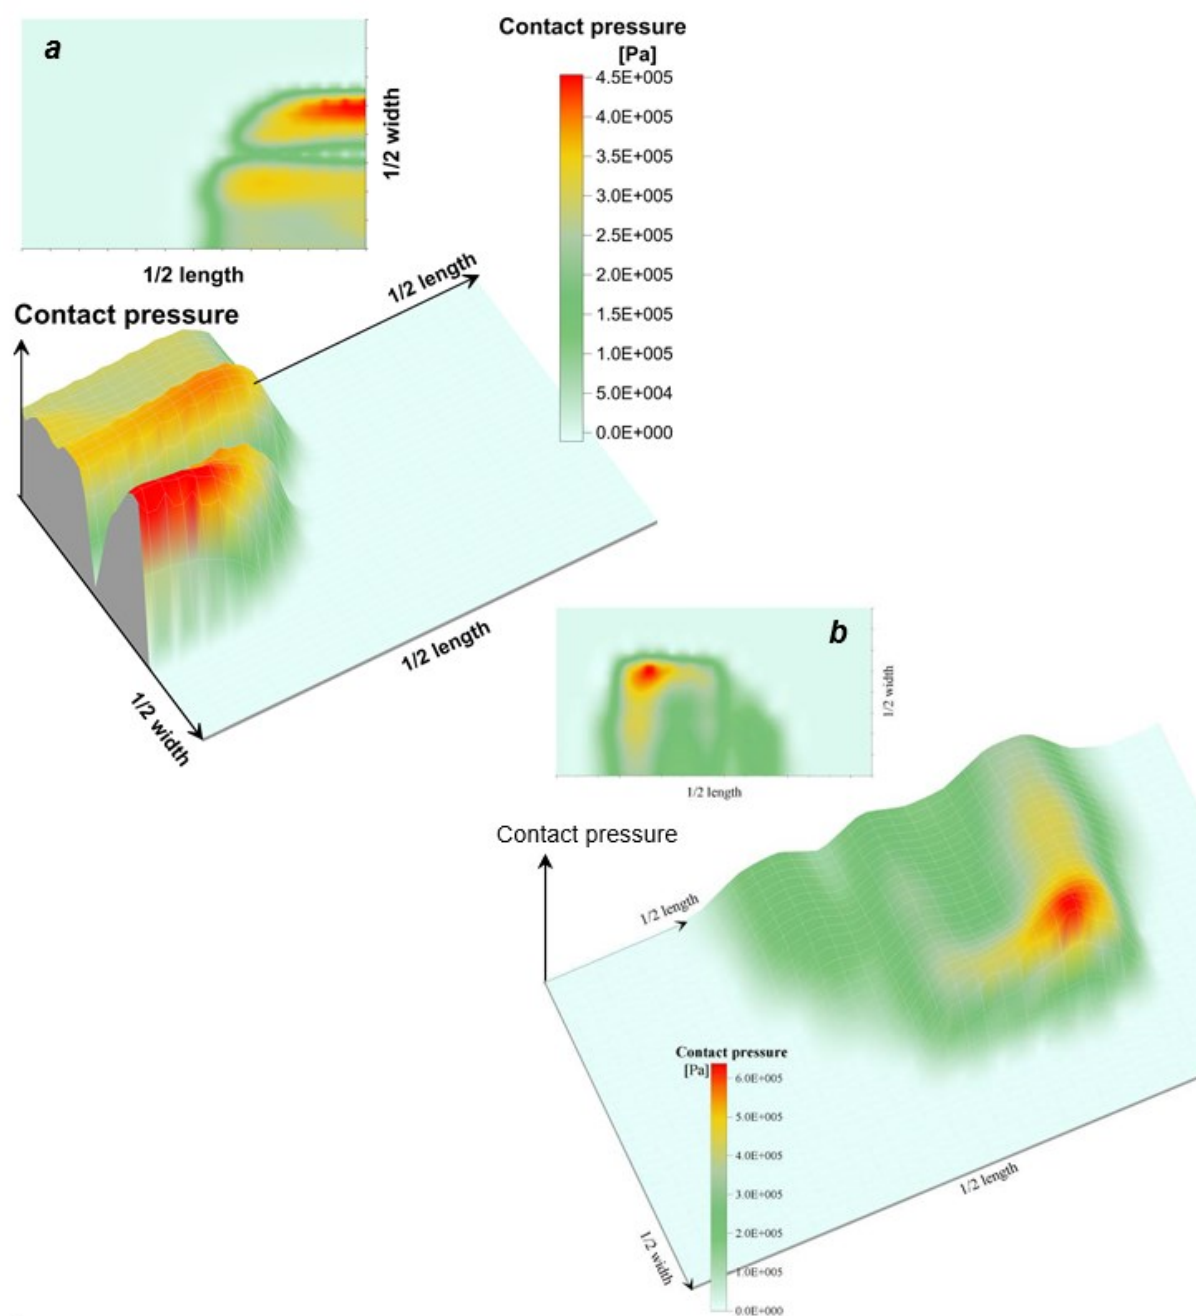 a
1/2 width
1/2 length
Contact pressure
[Pa]
4.5E+005
4.0E+005
3.5E+005
3.0E+005
2.5E+005
2.0E+005
1.5E+005
1.0E+005
5.0E+004
0.0E+000
Contact pressure
1/2 length
1/2 length
1/2 width
b
1/2 width
1/2 length
Contact pressure
1/2 length
1/2 length
1/2 width
Contact pressure
[Pa]
6.0E+005
5.0E+005
4.0E+005
3.0E+005
2.0E+005
1.0E+005
0.0E+000